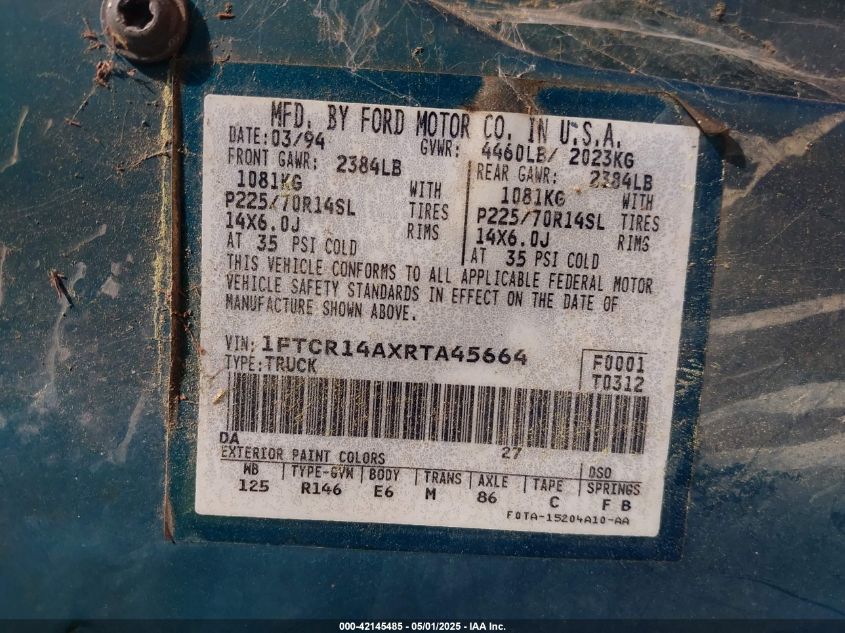 MFD. BY FORD MOTOR CO. IN U.S.A.
DATE: 03/94 GVWR: 4460LB/ 2023KG
FRONT GAWR: 2384LB REAR GAWR: 2384LB
1081KG WITH 1081KG WITH
P225/70R14SL TIRES P225/70R14SL TIRES
14X6.0J RIMS 14X6.0J RIMS
AT 35 PSI COLD AT 35 PSI COLD
THIS VEHICLE CONFORMS TO ALL APPLICABLE FEDERAL MOTOR
VEHICLE SAFETY STANDARDS IN EFFECT ON THE DATE OF
MANUFACTURE SHOWN ABOVE.
VIN: 1FTCR14AXRTA45664 F0001
TYPE: TRUCK T0312
DA 27
EXTERIOR PAINT COLORS DSO
WB TYPE-GVW BODY TRANS AXLE TAPE SPRINGS
125 R146 E6 M 86 C F B
F0TA-15204A10-AA
000-42145485 - 05/01/2025 - IAA Inc.